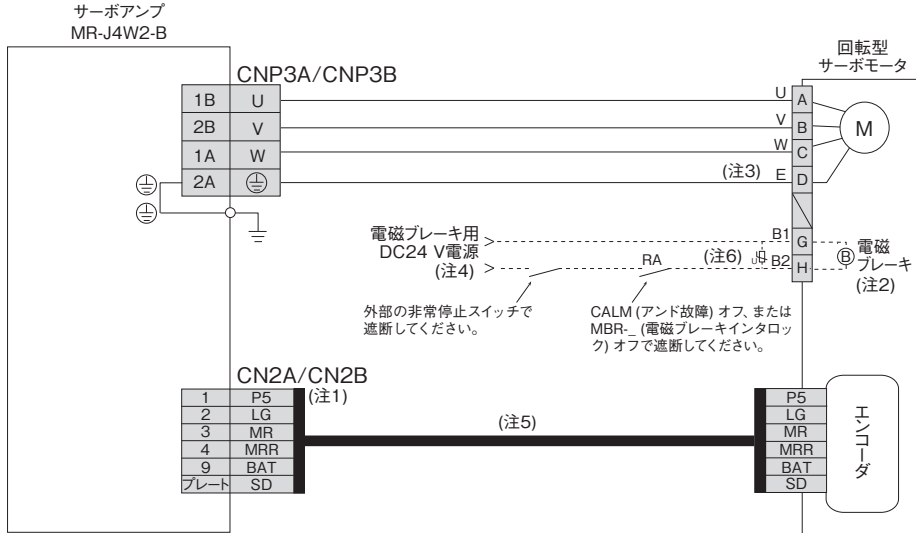 サーボアンプ
MR-J4W2-B
回転型
サーボモータ
CNP3A/CNP3B
1B U
2B V
1A W
2A
U A
V B
W C
(注3) E D
M
電磁ブレーキ用
DC24 V電源
(注4)
RA
(注6)
U
B1 G
B2 H
B
電磁
ブレーキ
(注2)
外部の非常停止スイッチで
遮断してください。
CALM (アンド故障) オフ、または
MBR-_ (電磁ブレーキインタロッ
ク) オフで遮断してください。
CN2A/CN2B
(注1)
1 P5
2 LG
3 MR
4 MRR
9 BAT
プレート SD
(注5)
P5
LG
MR
MRR
BAT
SD
エンコーダ